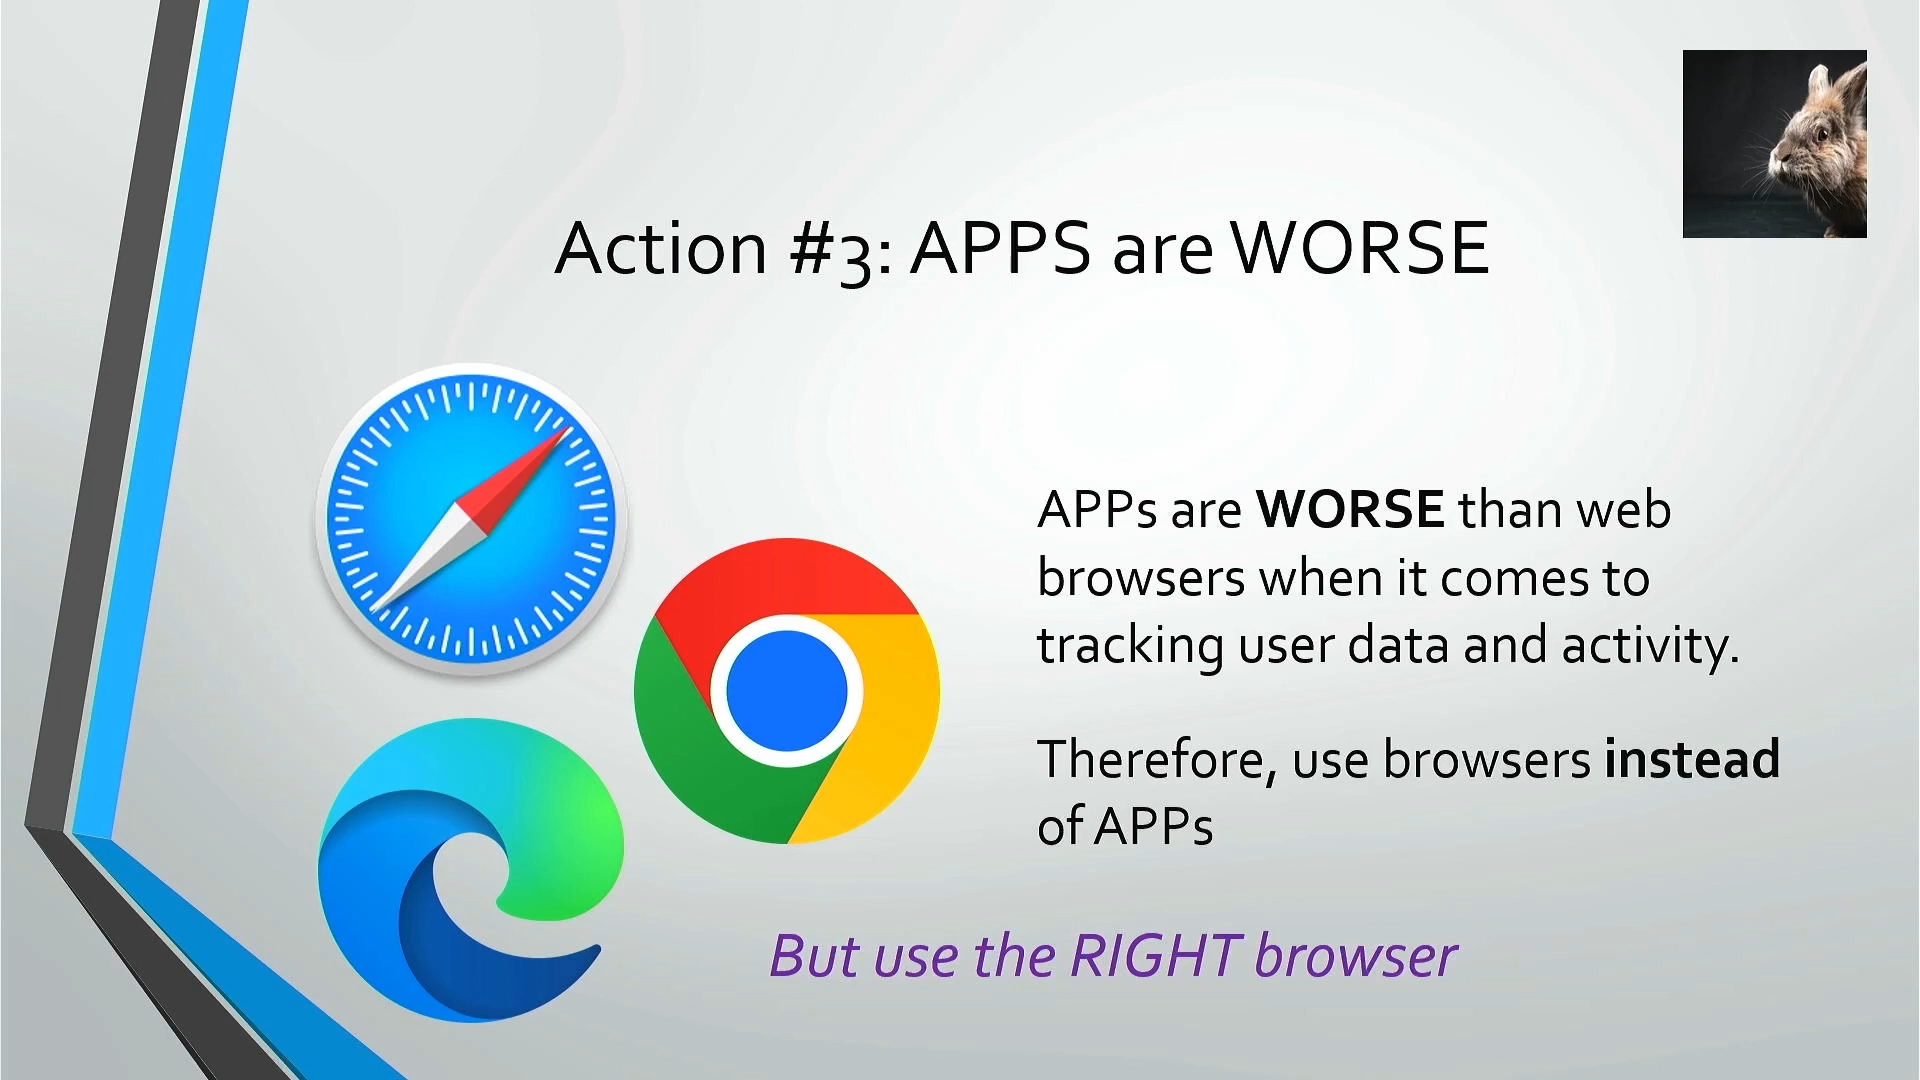 Action #3: APPS are WORSE
APPs are WORSE than web
browsers when it comes to
tracking user data and activity.
Therefore, use browsers instead
of APPs
But use the RIGHT browser